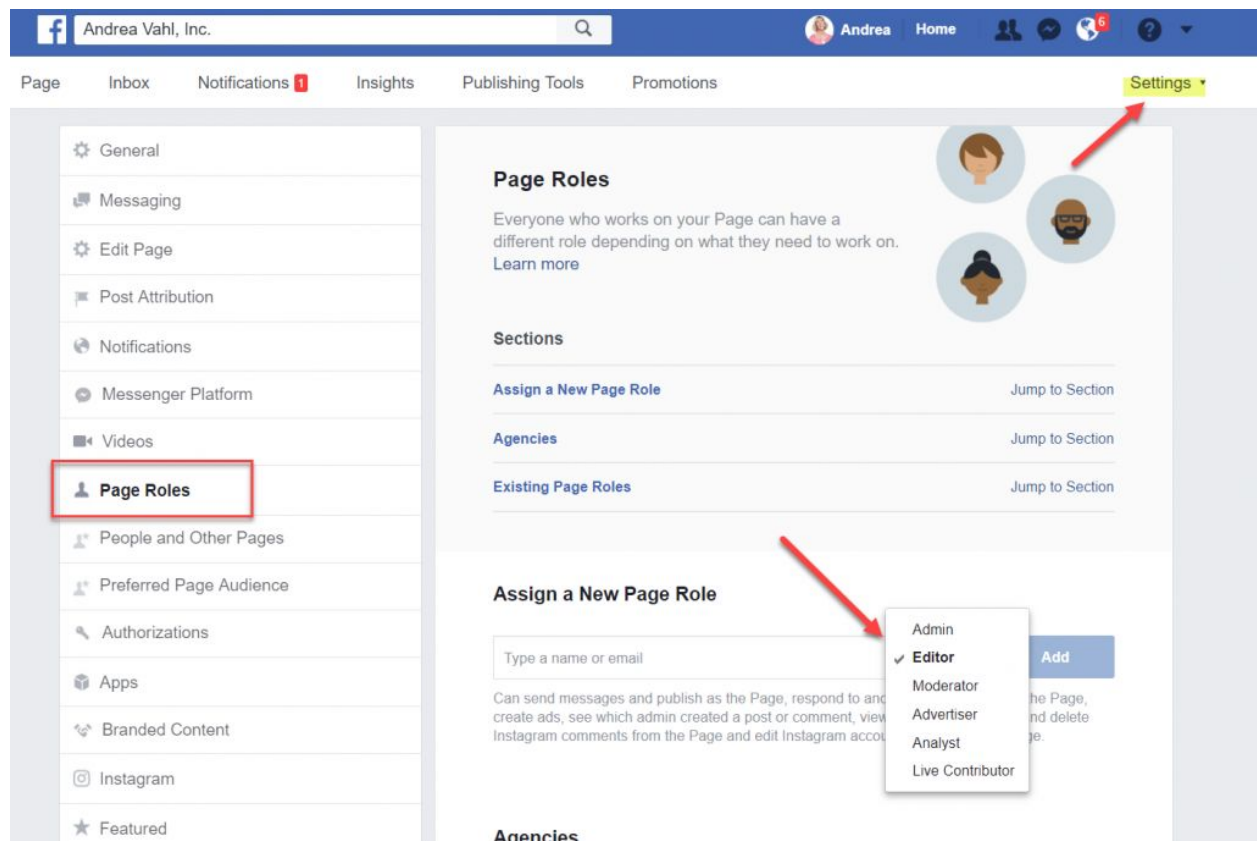 f Andrea Vahl, Inc. Andrea Home 6 ?
Page Inbox Notifications 1 Insights Publishing Tools Promotions Settings
General
Messaging
Edit Page
Post Attribution
Notifications
Messenger Platform
Videos
Page Roles
People and Other Pages
Preferred Page Audience
Authorizations
Apps
Branded Content
Instagram
Featured
Page Roles
Everyone who works on your Page can have a
different role depending on what they need to work on.
Learn more
Sections
Assign a New Page Role Jump to Section
Agencies Jump to Section
Existing Page Roles Jump to Section
Assign a New Page Role
Type a name or email
Add
Admin
Editor
Moderator
Advertiser
Analyst
Live Contributor
Can send messages and publish as the Page, respond to he Page,
create ads, see which admin created a post or comment, nd delete
Instagram comments from the Page and edit Instagram
Agencies